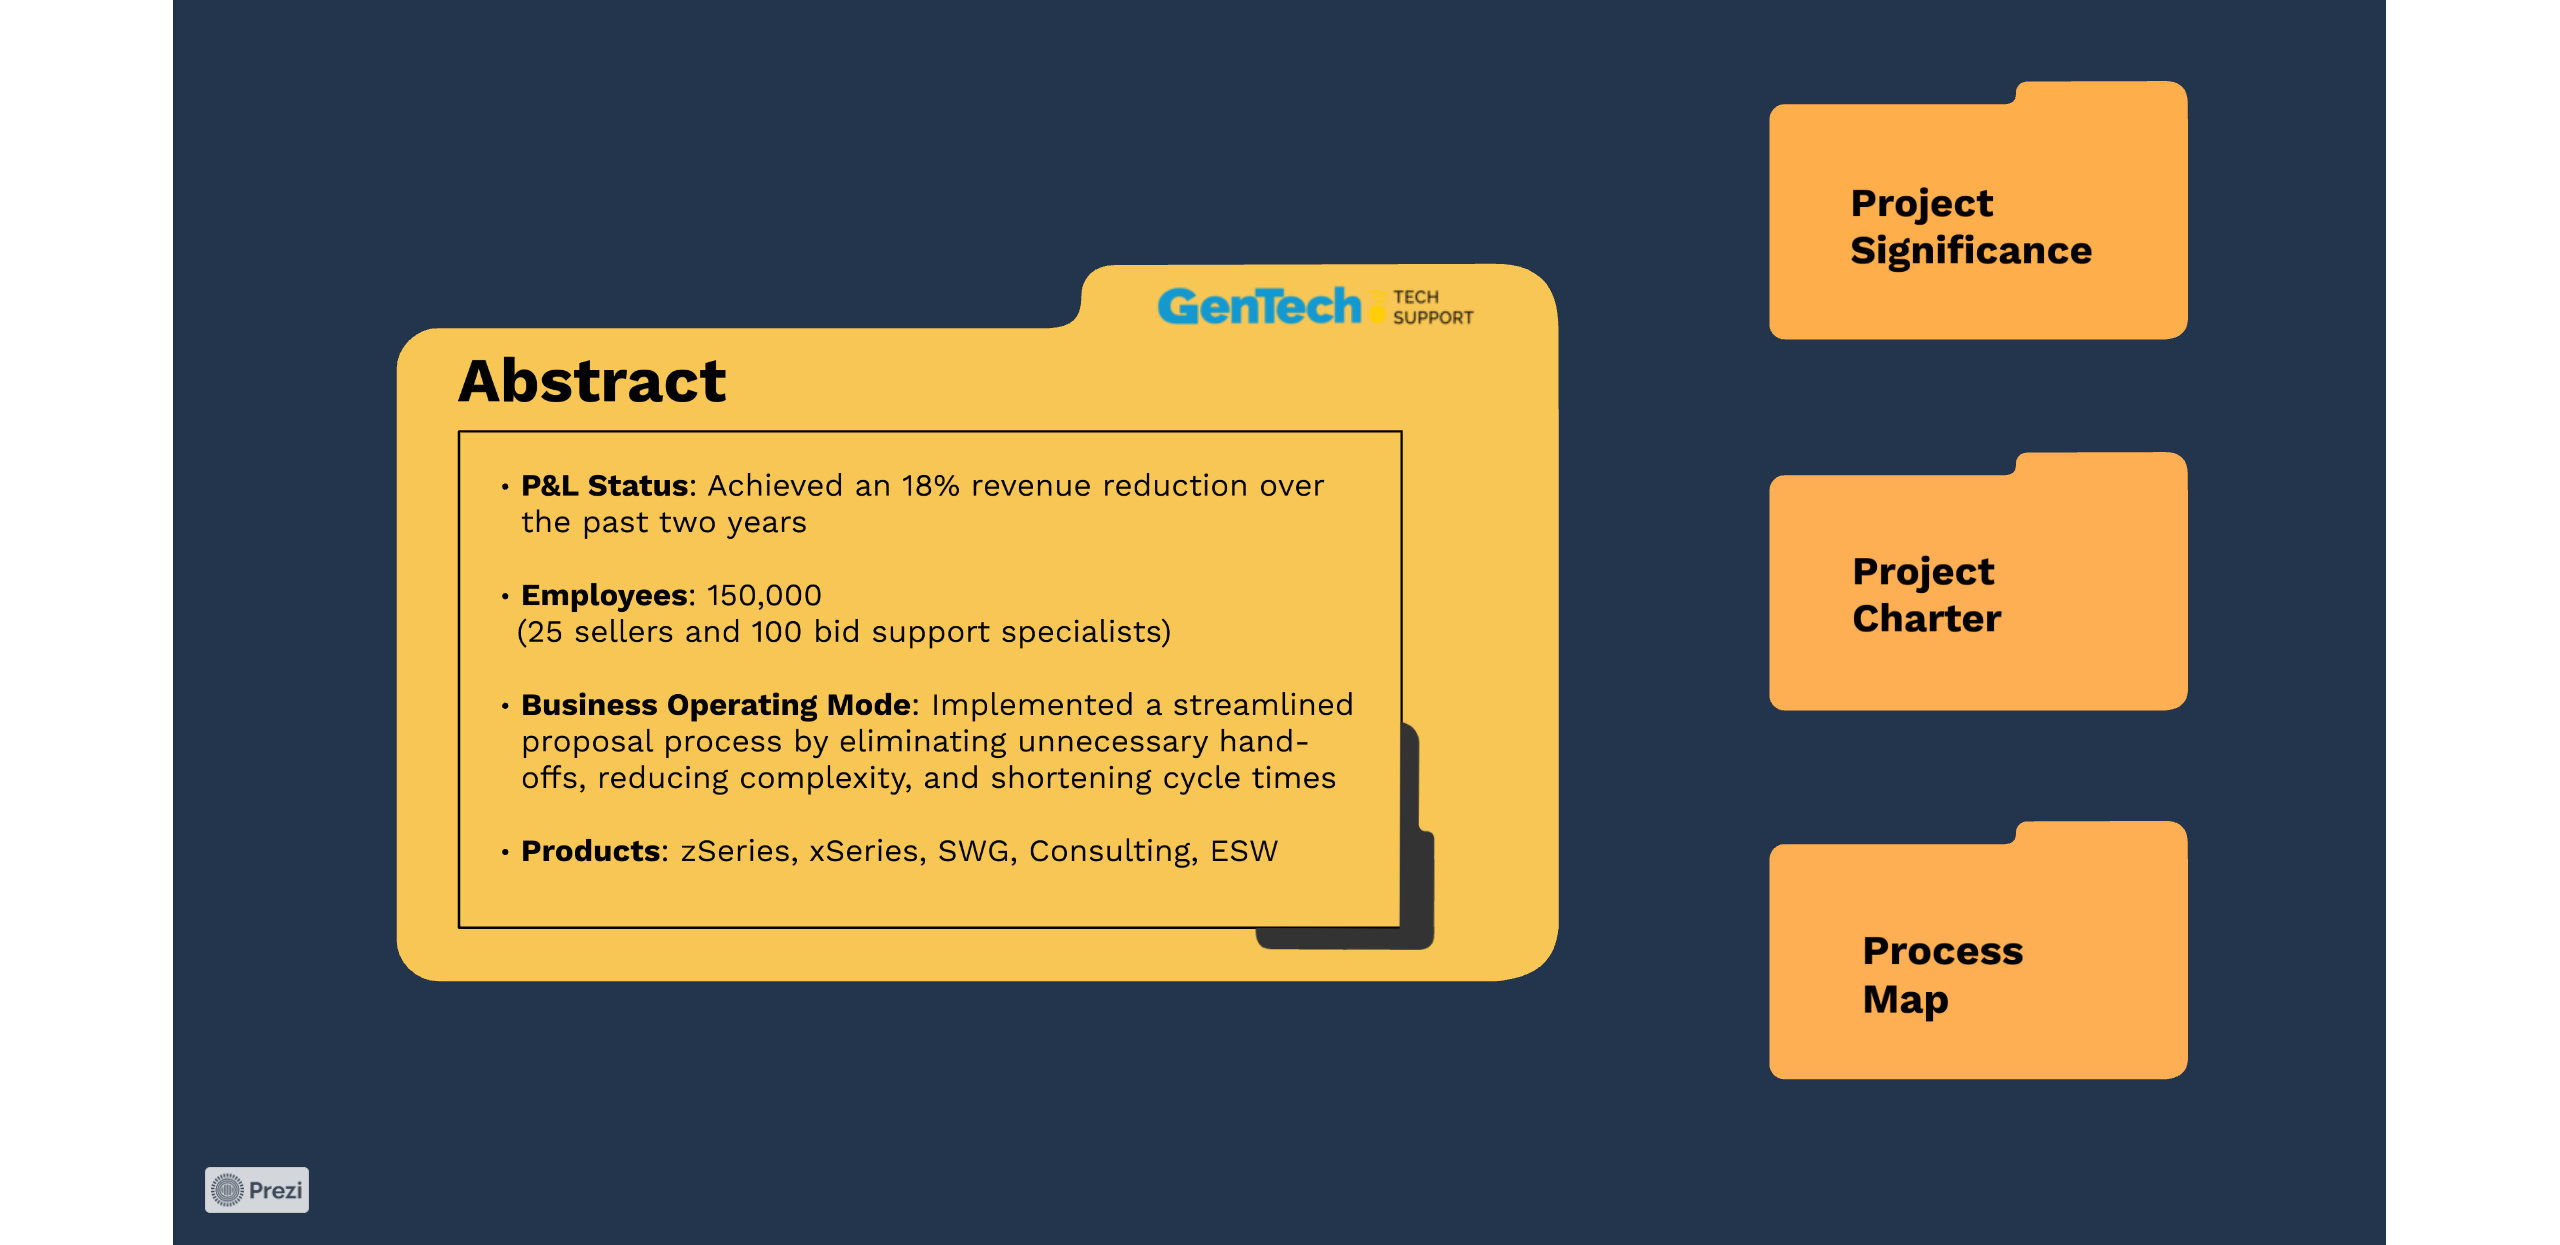 GenTech TECH SUPPORT
Abstract
• P&L Status: Achieved an 18% revenue reduction over
the past two years
• Employees: 150,000
(25 sellers and 100 bid support specialists)
• Business Operating Mode: Implemented a streamlined
proposal process by eliminating unnecessary hand-
offs, reducing complexity, and shortening cycle times
• Products: zSeries, xSeries, SWG, Consulting, ESW
Project
Significance
Project
Charter
Process
Map
Prezi